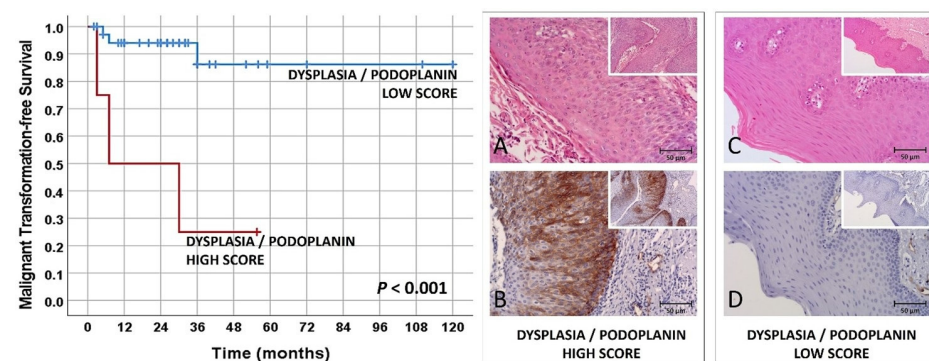 Malignant Transformation-free Survival
1.0
0.9
0.8
0.7
0.6
0.5
0.4
0.3
0.2
0.1
0.0
DYSPLASIA / PODOPLANIN
LOW SCORE
DYSPLASIA / PODOPLANIN
HIGH SCORE
P < 0.001
0 12 24 36 48 60 72 84 96 108 120
Time (months)
A
50 µm
B
50 µm
DYSPLASIA / PODOPLANIN
HIGH SCORE
C
50 µm
D
50 µm
DYSPLASIA / PODOPLANIN
LOW SCORE